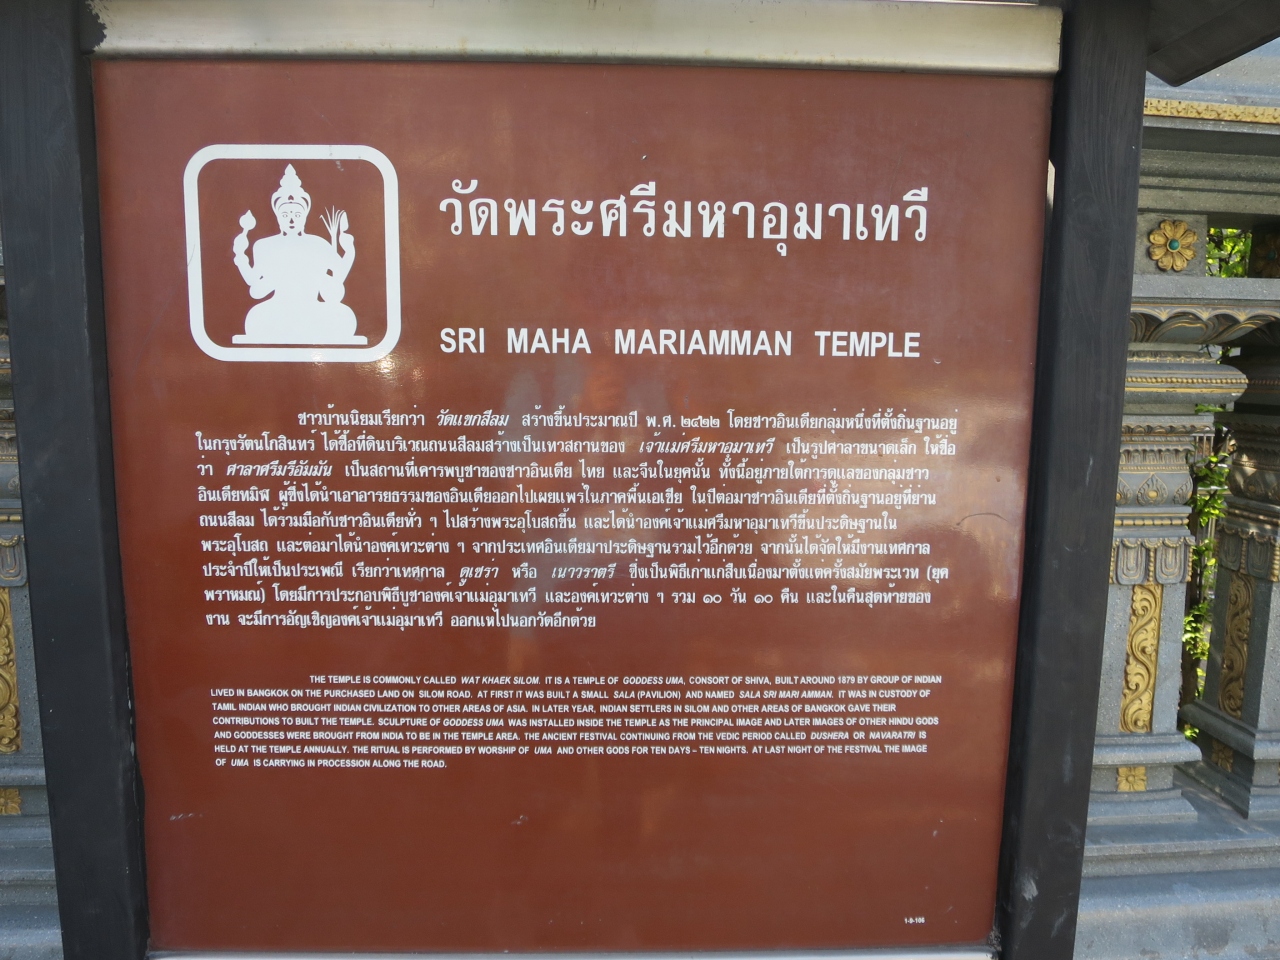 วัดพระศรีมหาอุมาเทวี
SRI MAHA MARIAMMAN TEMPLE
ชาวบ้านนิยมเรียกว่า วัดแขกสีลม สร้างขึ้นประมาณปี พ.ศ. ๒๔๒๒ โดยชาวอินเดียกลุ่มหนึ่งที่ตั้งถิ่นฐานอยู่
ในกรุงรัตนโกสินทร์ ได้ซื้อที่ดินบริเวณถนนสีลมสร้างเป็นเทวสถานของ เจ้าแม่ศรีมหาอุมาเทวี เป็นรูปศาลาขนาดเล็ก ให้ชื่อ
ว่า ศาลาศรีมรีอัมมัน เป็นสถานที่เคารพบูชาของชาวอินเดีย ไทย และจีนในยุคนั้น ทั้งนี้อยู่ภายใต้การดูแลของกลุ่มชาว
อินเดียทมิฬ ผู้ซึ่งได้นำเอาอารยธรรมของอินเดียออกไปเผยแพร่ในภาคพื้นเอเชีย ในปีต่อมาชาวอินเดียที่ตั้งถิ่นฐานอยู่ที่ย่าน
ถนนสีลม ได้ร่วมมือกับชาวอินเดียทั่ว ๆ ไปสร้างพระอุโบสถขึ้น และได้นำองค์เจ้าแม่ศรีมหาอุมาเทวีขึ้นประดิษฐานใน
พระอุโบสถ และต่อมาได้นำองค์เทวะต่าง ๆ จากประเทศอินเดียมาประดิษฐานรวมไว้อีกด้วย จากนั้นได้จัดให้มีงานเทศกาล
ประจำปีให้เป็นประเพณี เรียกว่าเทศกาล ดูเซร่า หรือ เนาวราตรี ซึ่งเป็นพิธีเก่าแก่สืบเนื่องมาตั้งแต่ครั้งสมัยพระเวท (ยุค
พราหมณ์) โดยมีการประกอบพิธีบูชาองค์เจ้าแม่อุมาเทวี และองค์เทวะต่าง ๆ รวม ๑๐ วัน ๑๐ คืน และในคืนสุดท้ายของ
งาน จะมีการอัญเชิญองค์เจ้าแม่อุมาเทวี ออกแห่ไปนอกวัดอีกด้วย
THE TEMPLE IS COMMONLY CALLED WAT KHAEK SILOM. IT IS A TEMPLE OF GODDESS UMA, CONSORT OF SHIVA, BUILT AROUND 1879 BY GROUP OF INDIAN
LIVED IN BANGKOK ON THE PURCHASED LAND ON SILOM ROAD. AT FIRST IT WAS BUILT A SMALL SALA (PAVILION) AND NAMED SALA SRI MARI AMMAN. IT WAS IN CUSTODY OF
TAMIL INDIAN WHO BROUGHT INDIAN CIVILIZATION TO OTHER AREAS OF ASIA. IN LATER YEAR, INDIAN SETTLERS IN SILOM AND OTHER AREAS OF BANGKOK GAVE THEIR
CONTRIBUTIONS TO BUILT THE TEMPLE. SCULPTURE OF GODDESS UMA WAS INSTALLED INSIDE THE TEMPLE AS THE PRINCIPAL IMAGE AND LATER IMAGES OF OTHER HINDU GODS
AND GODDESSES WERE BROUGHT FROM INDIA TO BE IN THE TEMPLE AREA. THE ANCIENT FESTIVAL CONTINUING FROM THE VEDIC PERIOD CALLED DUSHERA OR NAVARATRI IS
HELD AT THE TEMPLE ANNUALLY. THE RITUAL IS PERFORMED BY WORSHIP OF UMA AND OTHER GODS FOR TEN DAYS – TEN NIGHTS. AT LAST NIGHT OF THE FESTIVAL THE IMAGE
OF UMA IS CARRYING IN PROCESSION ALONG THE ROAD.
1-9-106